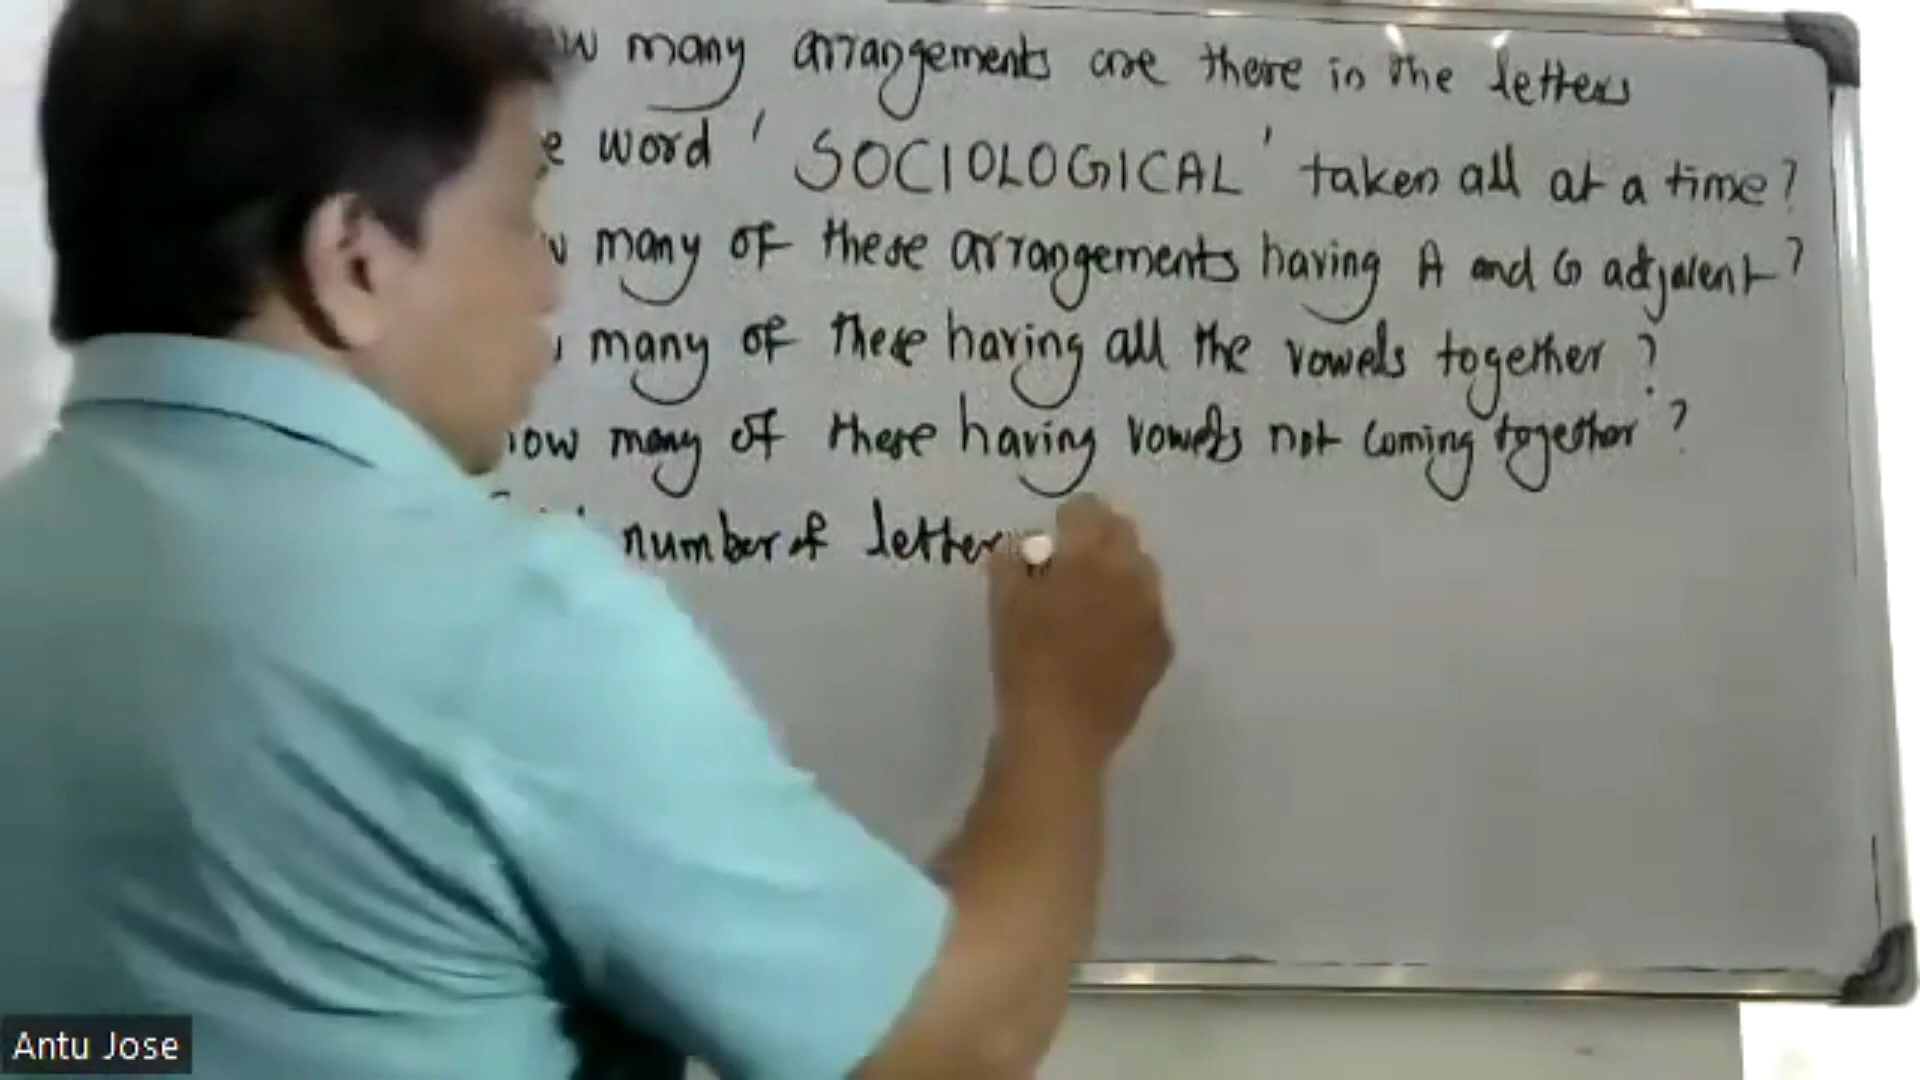 many arrangements are there in the letters
word 'SOCIOLOGICAL' taken all at a time?
many of these arrangements having A and G adjacent?
many of these having all the vowels together?
how many of these having vowels not coming together?
number of letter
Antu Jose